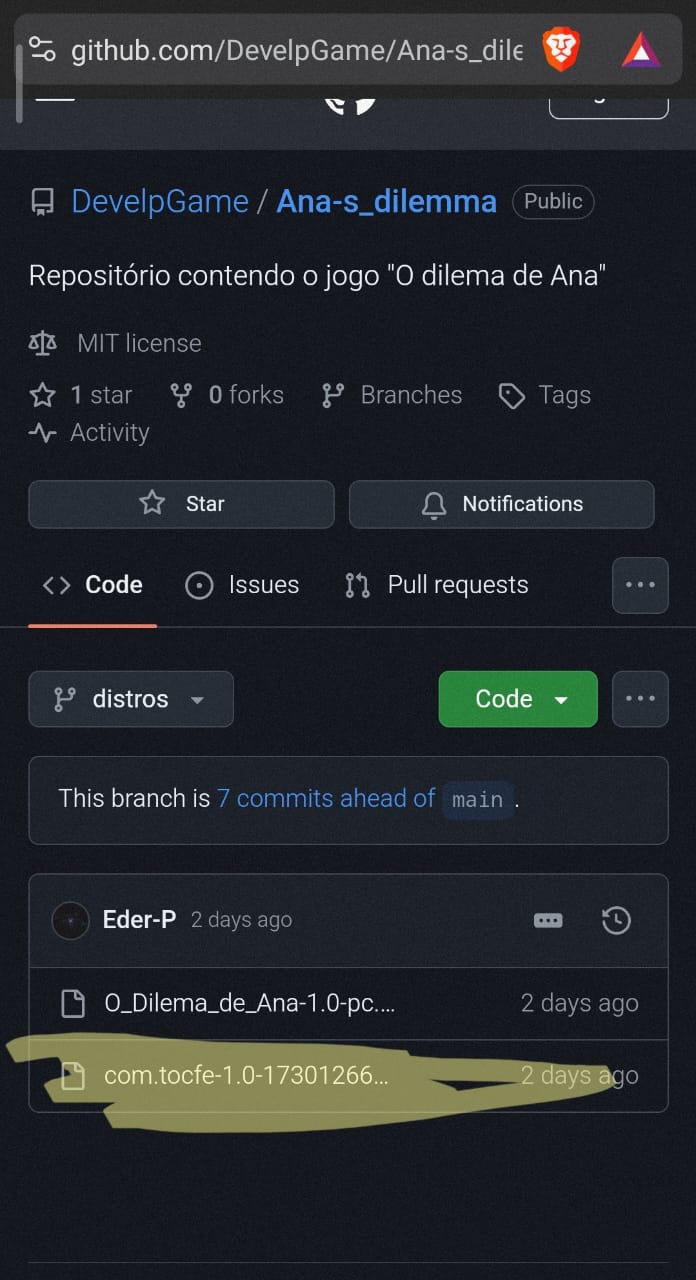 github.com/DevelpGame/Ana-s_dile
DevelpGame / Ana-s_dilemma Public
Repositório contendo o jogo "O dilema de Ana"
MIT license
1 star 0 forks Branches Tags
Activity
Star Notifications
Code Issues Pull requests
distros Code
This branch is 7 commits ahead of main .
Eder-P 2 days ago
O_Dilema_de_Ana-1.0-pc.... 2 days ago
com.tocfe-1.0-17301266... 2 days ago